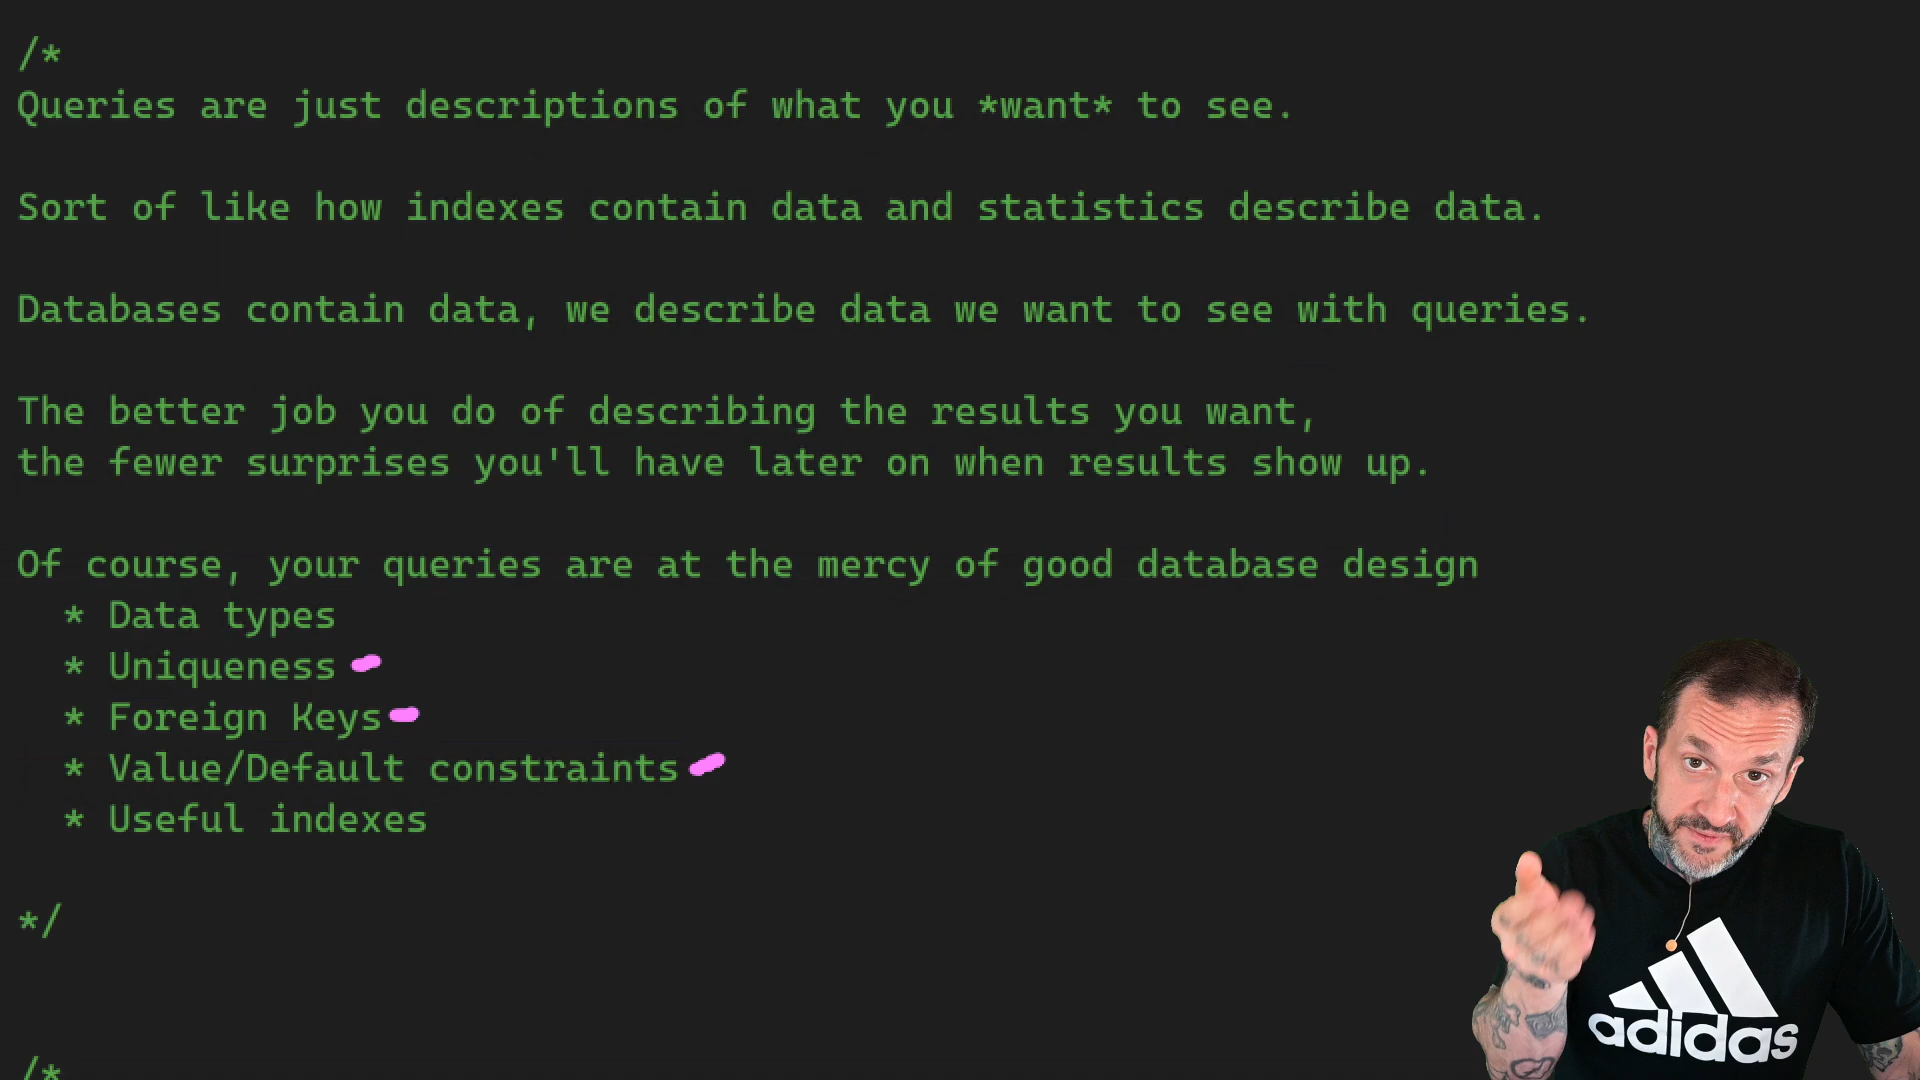 /*
Queries are just descriptions of what you *want* to see.
Sort of like how indexes contain data and statistics describe data.
Databases contain data, we describe data we want to see with queries.
The better job you do of describing the results you want,
the fewer surprises you'll have later on when results show up.
Of course, your queries are at the mercy of good database design
* Data types
* Uniqueness
* Foreign Keys
* Value/Default constraints
* Useful indexes
*/
/*
adidas